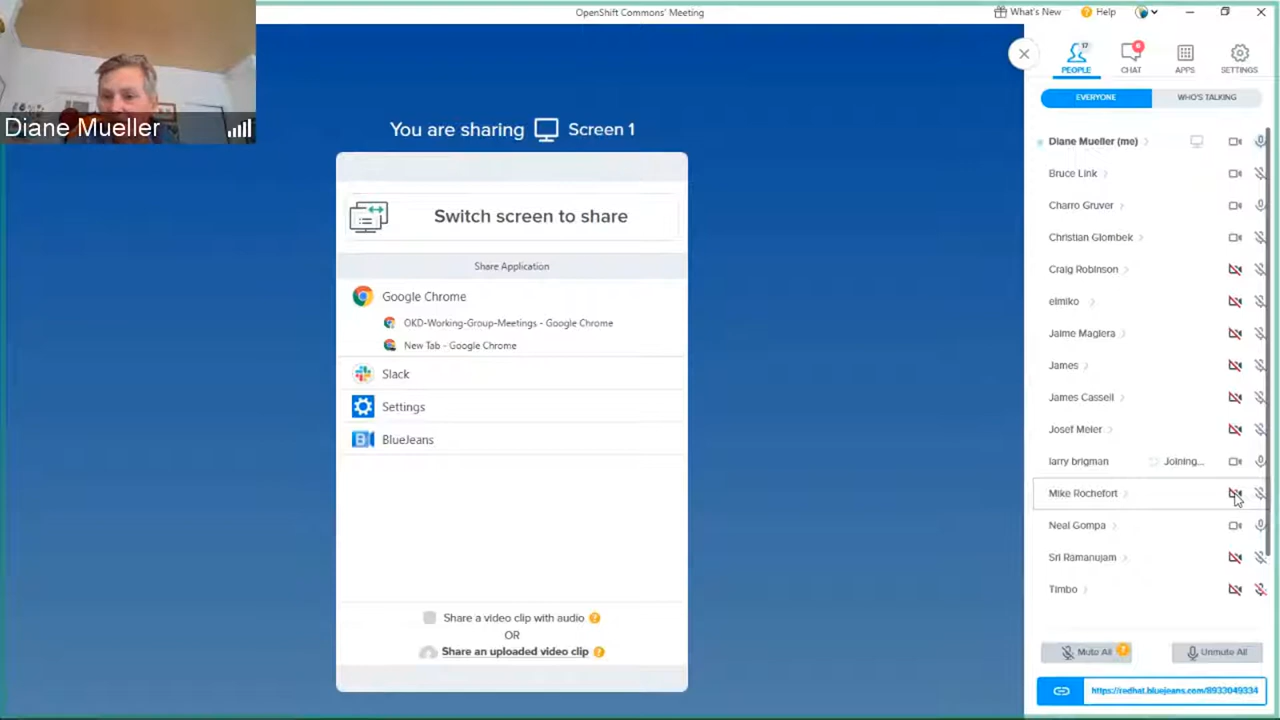 OpenShift Commons' Meeting
What's New
Help
Diane Mueller
You are sharing Screen 1
Switch screen to share
Share Application
Google Chrome
OKD-Working-Group-Meetings - Google Chrome
New Tab - Google Chrome
Slack
Settings
BlueJeans
Share a video clip with audio
OR
Share an uploaded video clip
17
6
PEOPLE CHAT APPS SETTINGS
EVERYONE WHO'S TALKING
Diane Mueller (me)
Bruce Link
Charro Gruver
Christian Glombek
Craig Robinson
elmiko
Jaime Magiera
James
James Cassell
Josef Meier
larry brigman Joining...
Mike Rochefort
Neal Gompa
Sri Ramanujam
Timbo
Mute All ? Unmute All
https://redhat.bluejeans.com/8933049334